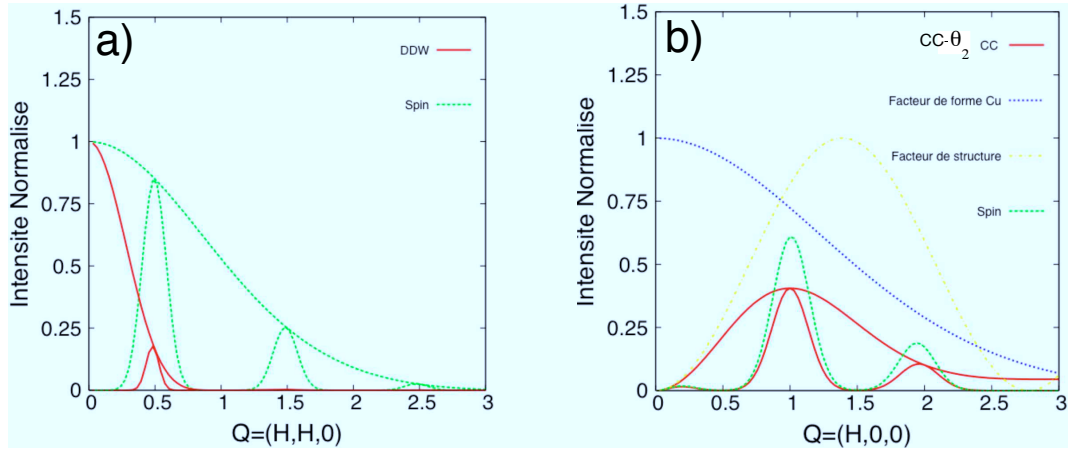 a)
DDW
Spin
Intensite Normalise
1.5
1.25
1
0.75
0.5
0.25
0
0 0.5 1 1.5 2 2.5 3
Q=(H,H,0)
b)
CC-θ2 CC
Facteur de forme Cu
Facteur de structure
Spin
Intensite Normalise
1.5
1.25
1
0.75
0.5
0.25
0
0 0.5 1 1.5 2 2.5 3
Q=(H,0,0)